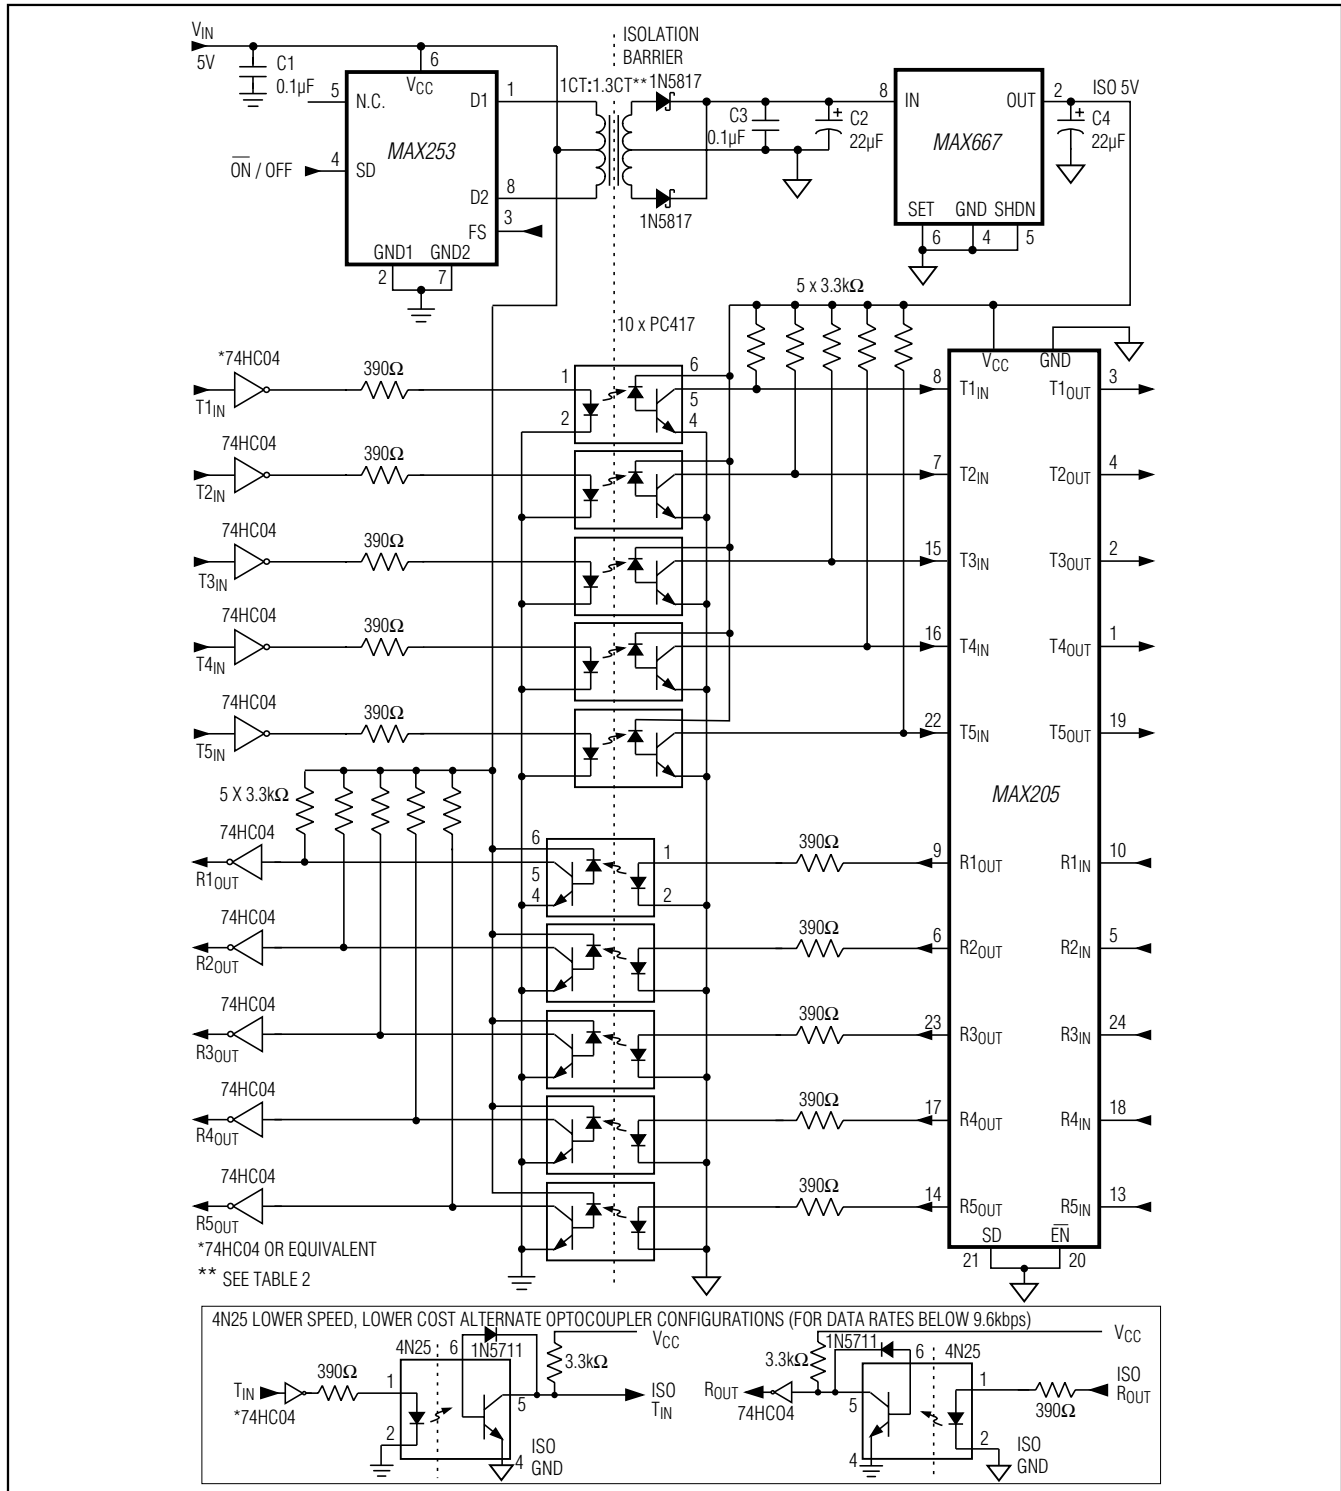 VIN
5V
C1
0.1µF
5
N.C.
6
VCC
D1
1
MAX253
ON / OFF
4
SD
D2
8
FS
3
GND1
GND2
2
7
ISOLATION
BARRIER
1CT:1.3CT**
1N5817
1N5817
C3
0.1µF
+
C2
22µF
8
IN
OUT
2
ISO 5V
MAX667
+
C4
22µF
SET
GND
SHDN
6
4
5
5 x 3.3kΩ
10 x PC417
*74HC04
390Ω
T1IN
1
2
6
5
4
8
T1IN
VCC
GND
T1OUT
3
74HC04
390Ω
T2IN
7
T2IN
T2OUT
4
74HC04
390Ω
T3IN
15
T3IN
T3OUT
2
74HC04
390Ω
T4IN
16
T4IN
T4OUT
1
74HC04
390Ω
T5IN
22
T5IN
T5OUT
19
MAX205
5 X 3.3kΩ
74HC04
R1OUT
6
5
4
1
2
390Ω
9
R1OUT
R1IN
10
74HC04
R2OUT
390Ω
6
R2OUT
R2IN
5
74HC04
R3OUT
390Ω
23
R3OUT
R3IN
24
74HC04
R4OUT
390Ω
17
R4OUT
R4IN
18
74HC04
R5OUT
390Ω
14
R5OUT
R5IN
13
SD
EN
21
20
*74HC04 OR EQUIVALENT
** SEE TABLE 2
4N25 LOWER SPEED, LOWER COST ALTERNATE OPTOCOUPLER CONFIGURATIONS (FOR DATA RATES BELOW 9.6kbps)
TIN
*74HC04
390Ω
1
2
4N25
6
1N5711
VCC
3.3kΩ
5
ISO
TIN
4
ISO
GND
ROUT
74HC04
3.3kΩ
1N5711
6
4N25
VCC
5
4
1
2
390Ω
ISO
ROUT
ISO
GND